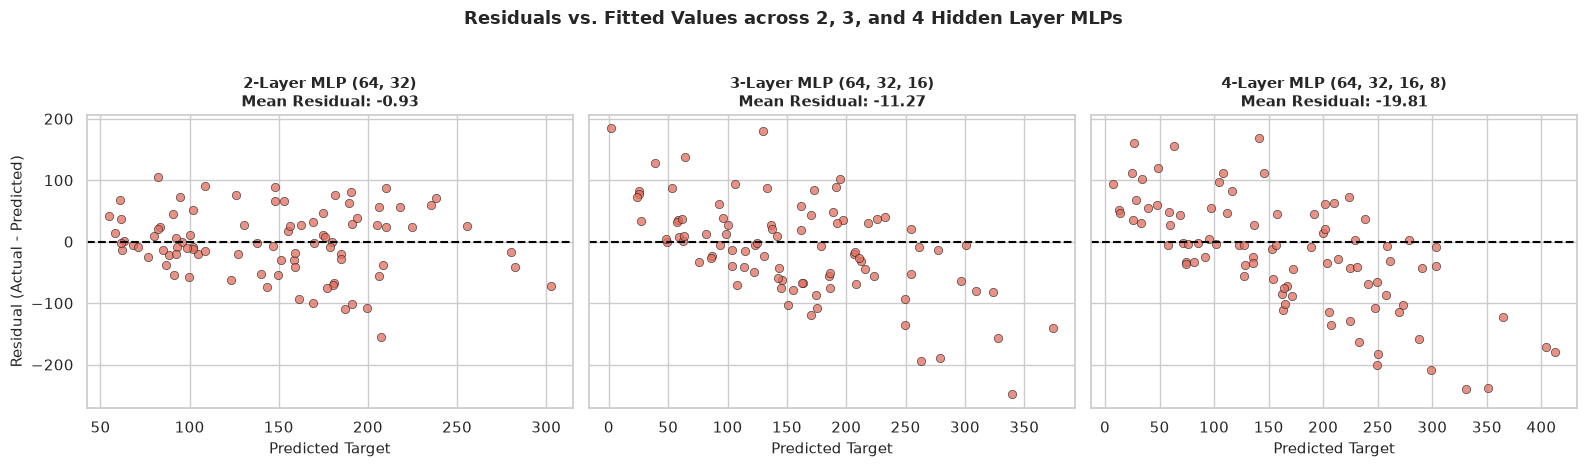 Residuals vs. Fitted Values across 2, 3, and 4 Hidden Layer MLPs
2-Layer MLP (64, 32)
Mean Residual: -0.93
3-Layer MLP (64, 32, 16)
Mean Residual: -11.27
4-Layer MLP (64, 32, 16, 8)
Mean Residual: -19.81
Residual (Actual - Predicted)
200
100
0
−100
−200
50 100 150 200 250 300
0 50 100 150 200 250 300 350
0 50 100 150 200 250 300 350 400
Predicted Target
Predicted Target
Predicted Target